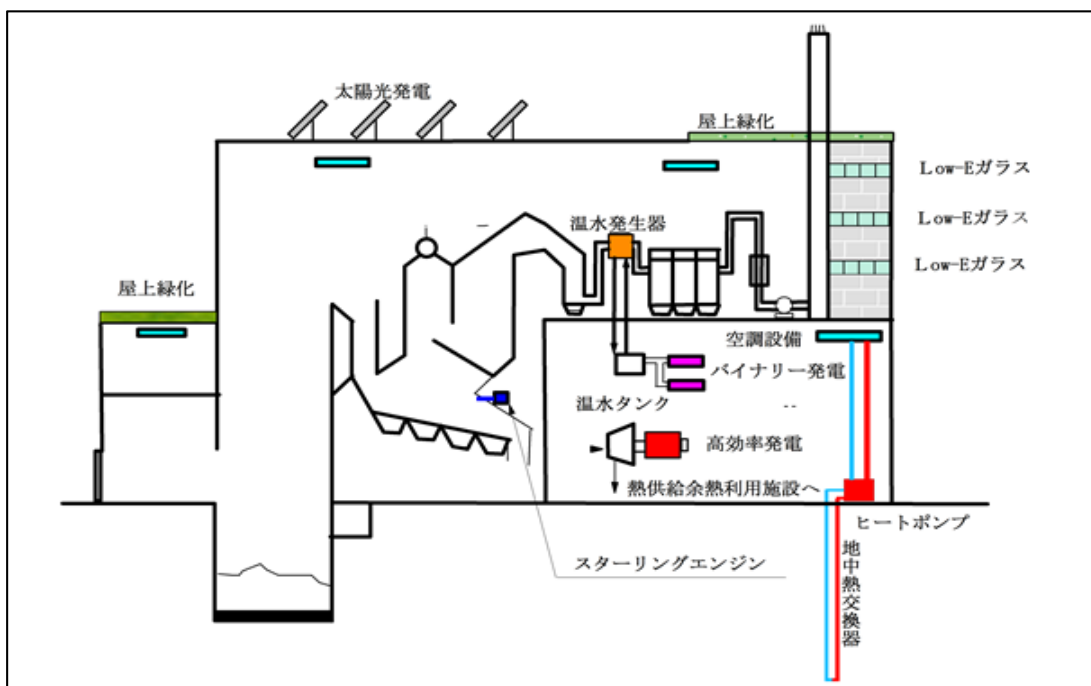 太陽光発電
屋上緑化
Low-Eガラス
温水発生器
Low-Eガラス
Low-Eガラス
屋上緑化
空調設備
バイナリー発電
温水タンク
高効率発電
熱供給余熱利用施設へ
ヒートポンプ
スターリングエンジン
地中熱交換器